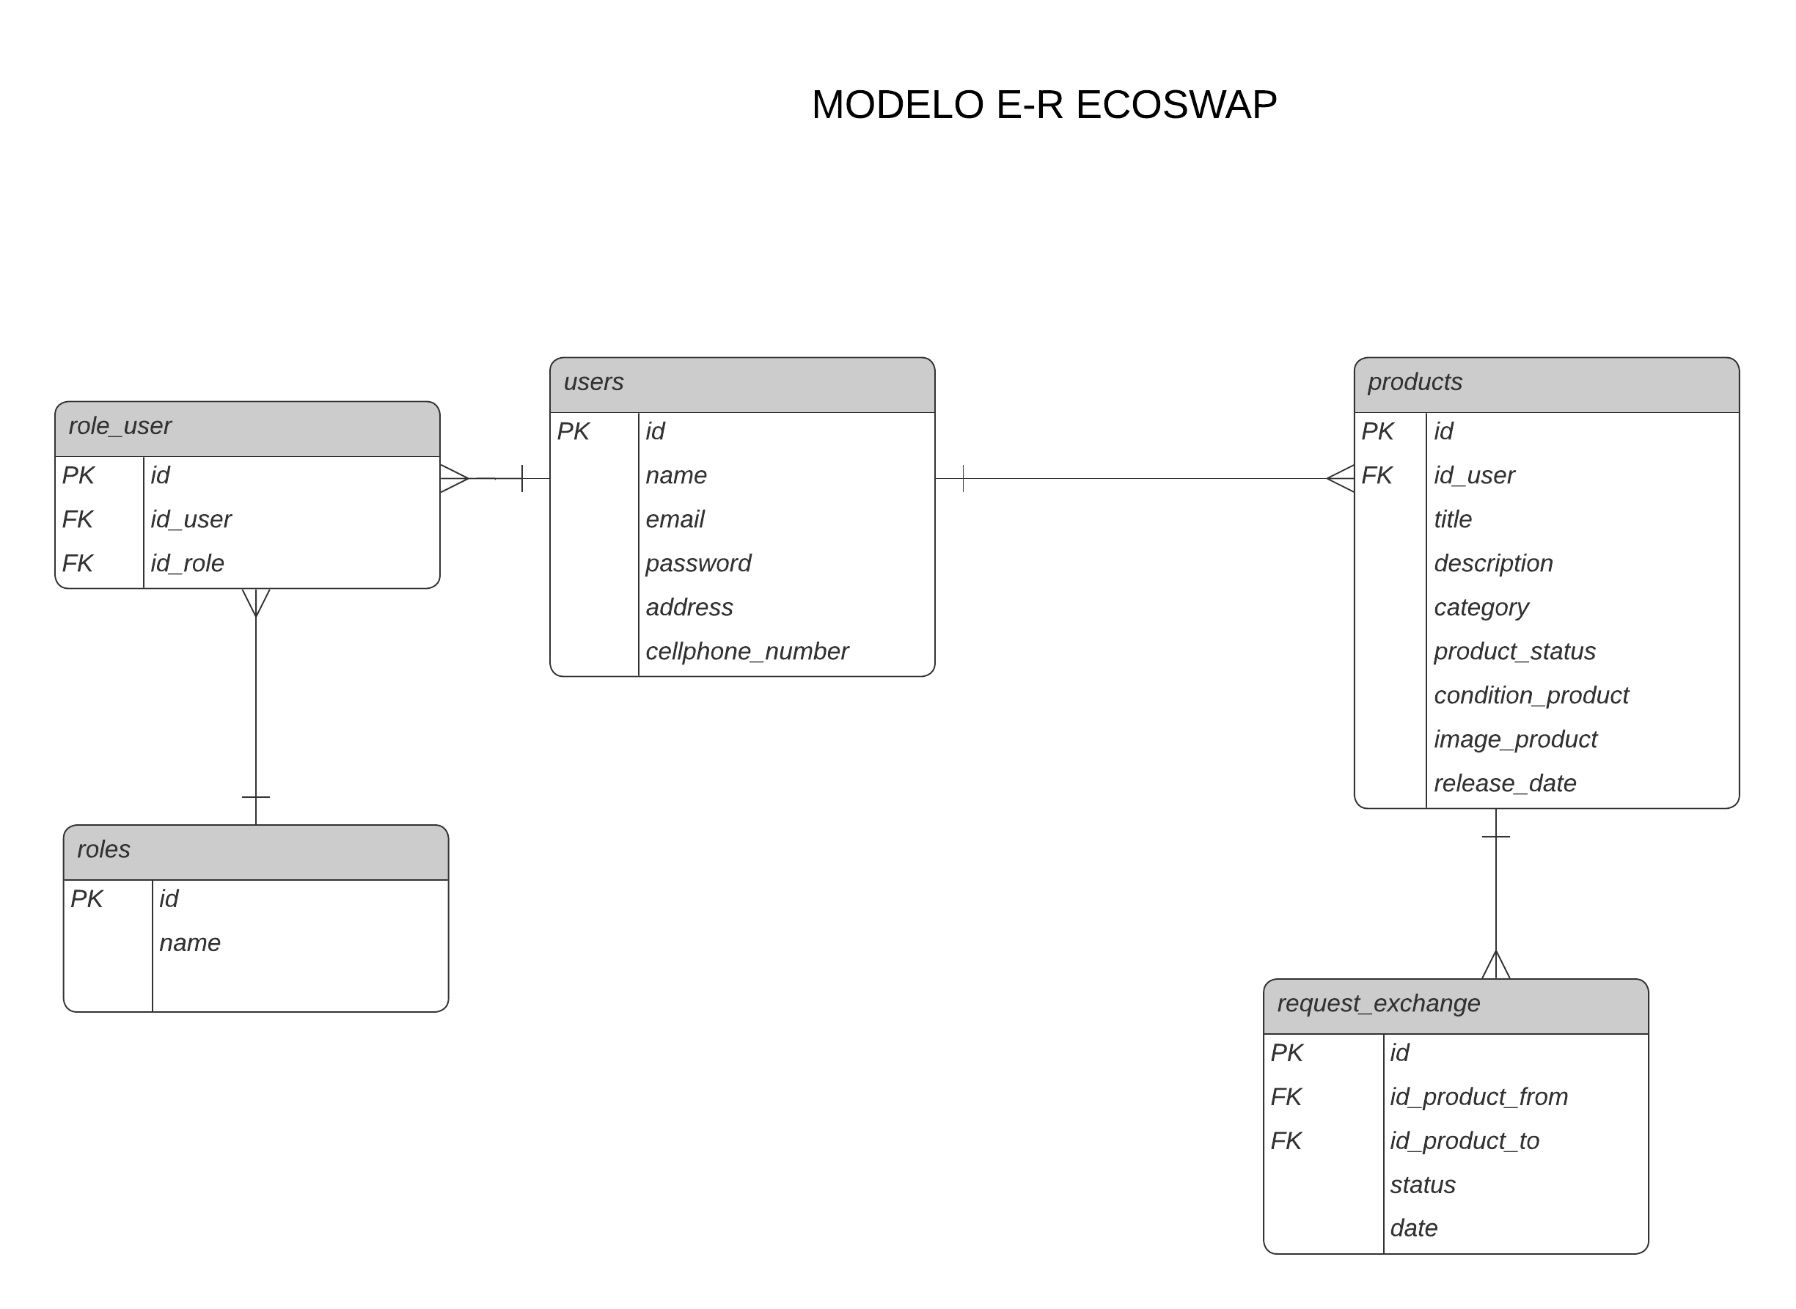 MODELO E-R ECOSWAP
role_user
PK id
FK id_user
FK id_role
users
PK id
name
email
password
address
cellphone_number
products
PK id
FK id_user
title
description
category
product_status
condition_product
image_product
release_date
roles
PK id
name
request_exchange
PK id
FK id_product_from
FK id_product_to
status
date